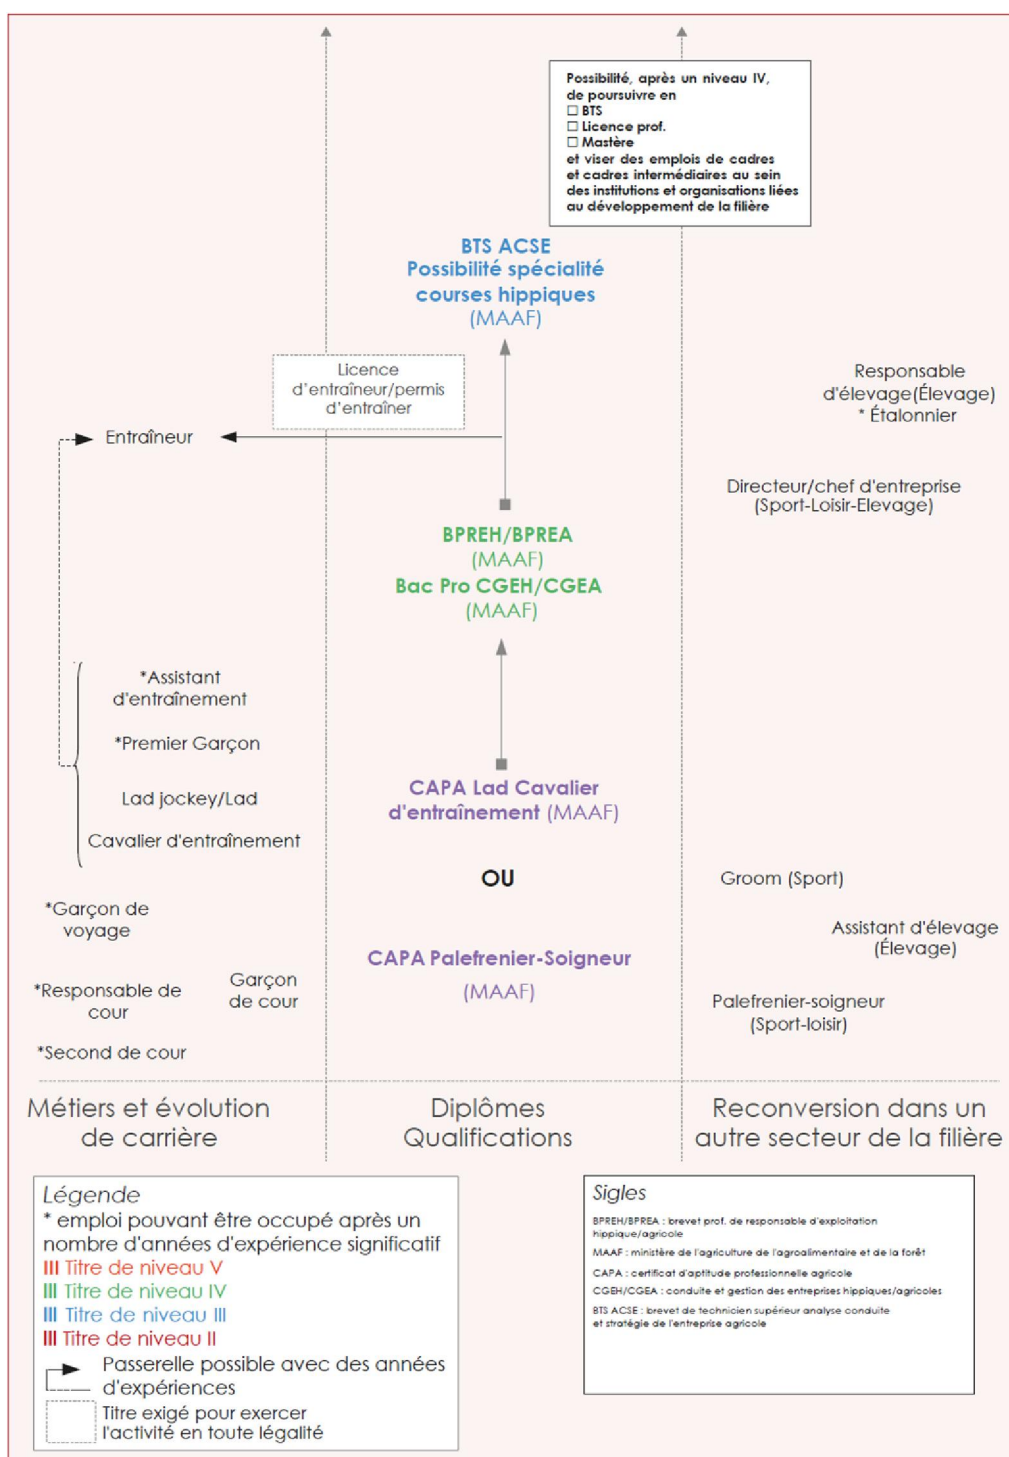 Possibilité, après un niveau IV,
de poursuivre en
☐ BTS
☐ Licence prof.
☐ Mastère
et viser des emplois de cadres
et cadres intermédiaires au sein
des institutions et organisations liées
au développement de la filière
BTS ACSE
Possibilité spécialité
courses hippiques
(MAAF)
Licence
d'entraîneur/permis
d'entraîner
Responsable
d'élevage(Élevage)
* Étalonnier
Entraîneur
Directeur/chef d'entreprise
(Sport-Loisir-Elevage)
BPREH/BPREA
(MAAF)
Bac Pro CGEH/CGEA
(MAAF)
*Assistant
d'entraînement
*Premier Garçon
Lad jockey/Lad
Cavalier d'entraînement
CAPA Lad Cavalier
d'entraînement (MAAF)
OU
Groom (Sport)
*Garçon de
voyage
Assistant d'élevage
(Élevage)
CAPA Palefrenier-Soigneur
(MAAF)
*Responsable de
cour
Garçon
de cour
Palefrenier-soigneur
(Sport-loisir)
*Second de cour
Métiers et évolution
de carrière
Diplômes
Qualifications
Reconversion dans un
autre secteur de la filière
Légende
* emploi pouvant être occupé après un
nombre d'années d'expérience significatif
III Titre de niveau V
III Titre de niveau IV
III Titre de niveau III
III Titre de niveau II
Passerelle possible avec des années
d'expériences
Titre exigé pour exercer
l'activité en toute légalité
Sigles
BPREH/BPREA : brevet prof. de responsable d'exploitation
hippique/agricole
MAAF : ministère de l'agriculture de l'agroalimentaire et de la forêt
CAPA : certificat d'aptitude professionnelle agricole
CGEH/CGEA : conduite et gestion des entreprises hippiques/agricoles
BTS ACSE : brevet de technicien supérieur analyse conduite
et stratégie de l'entreprise agricole